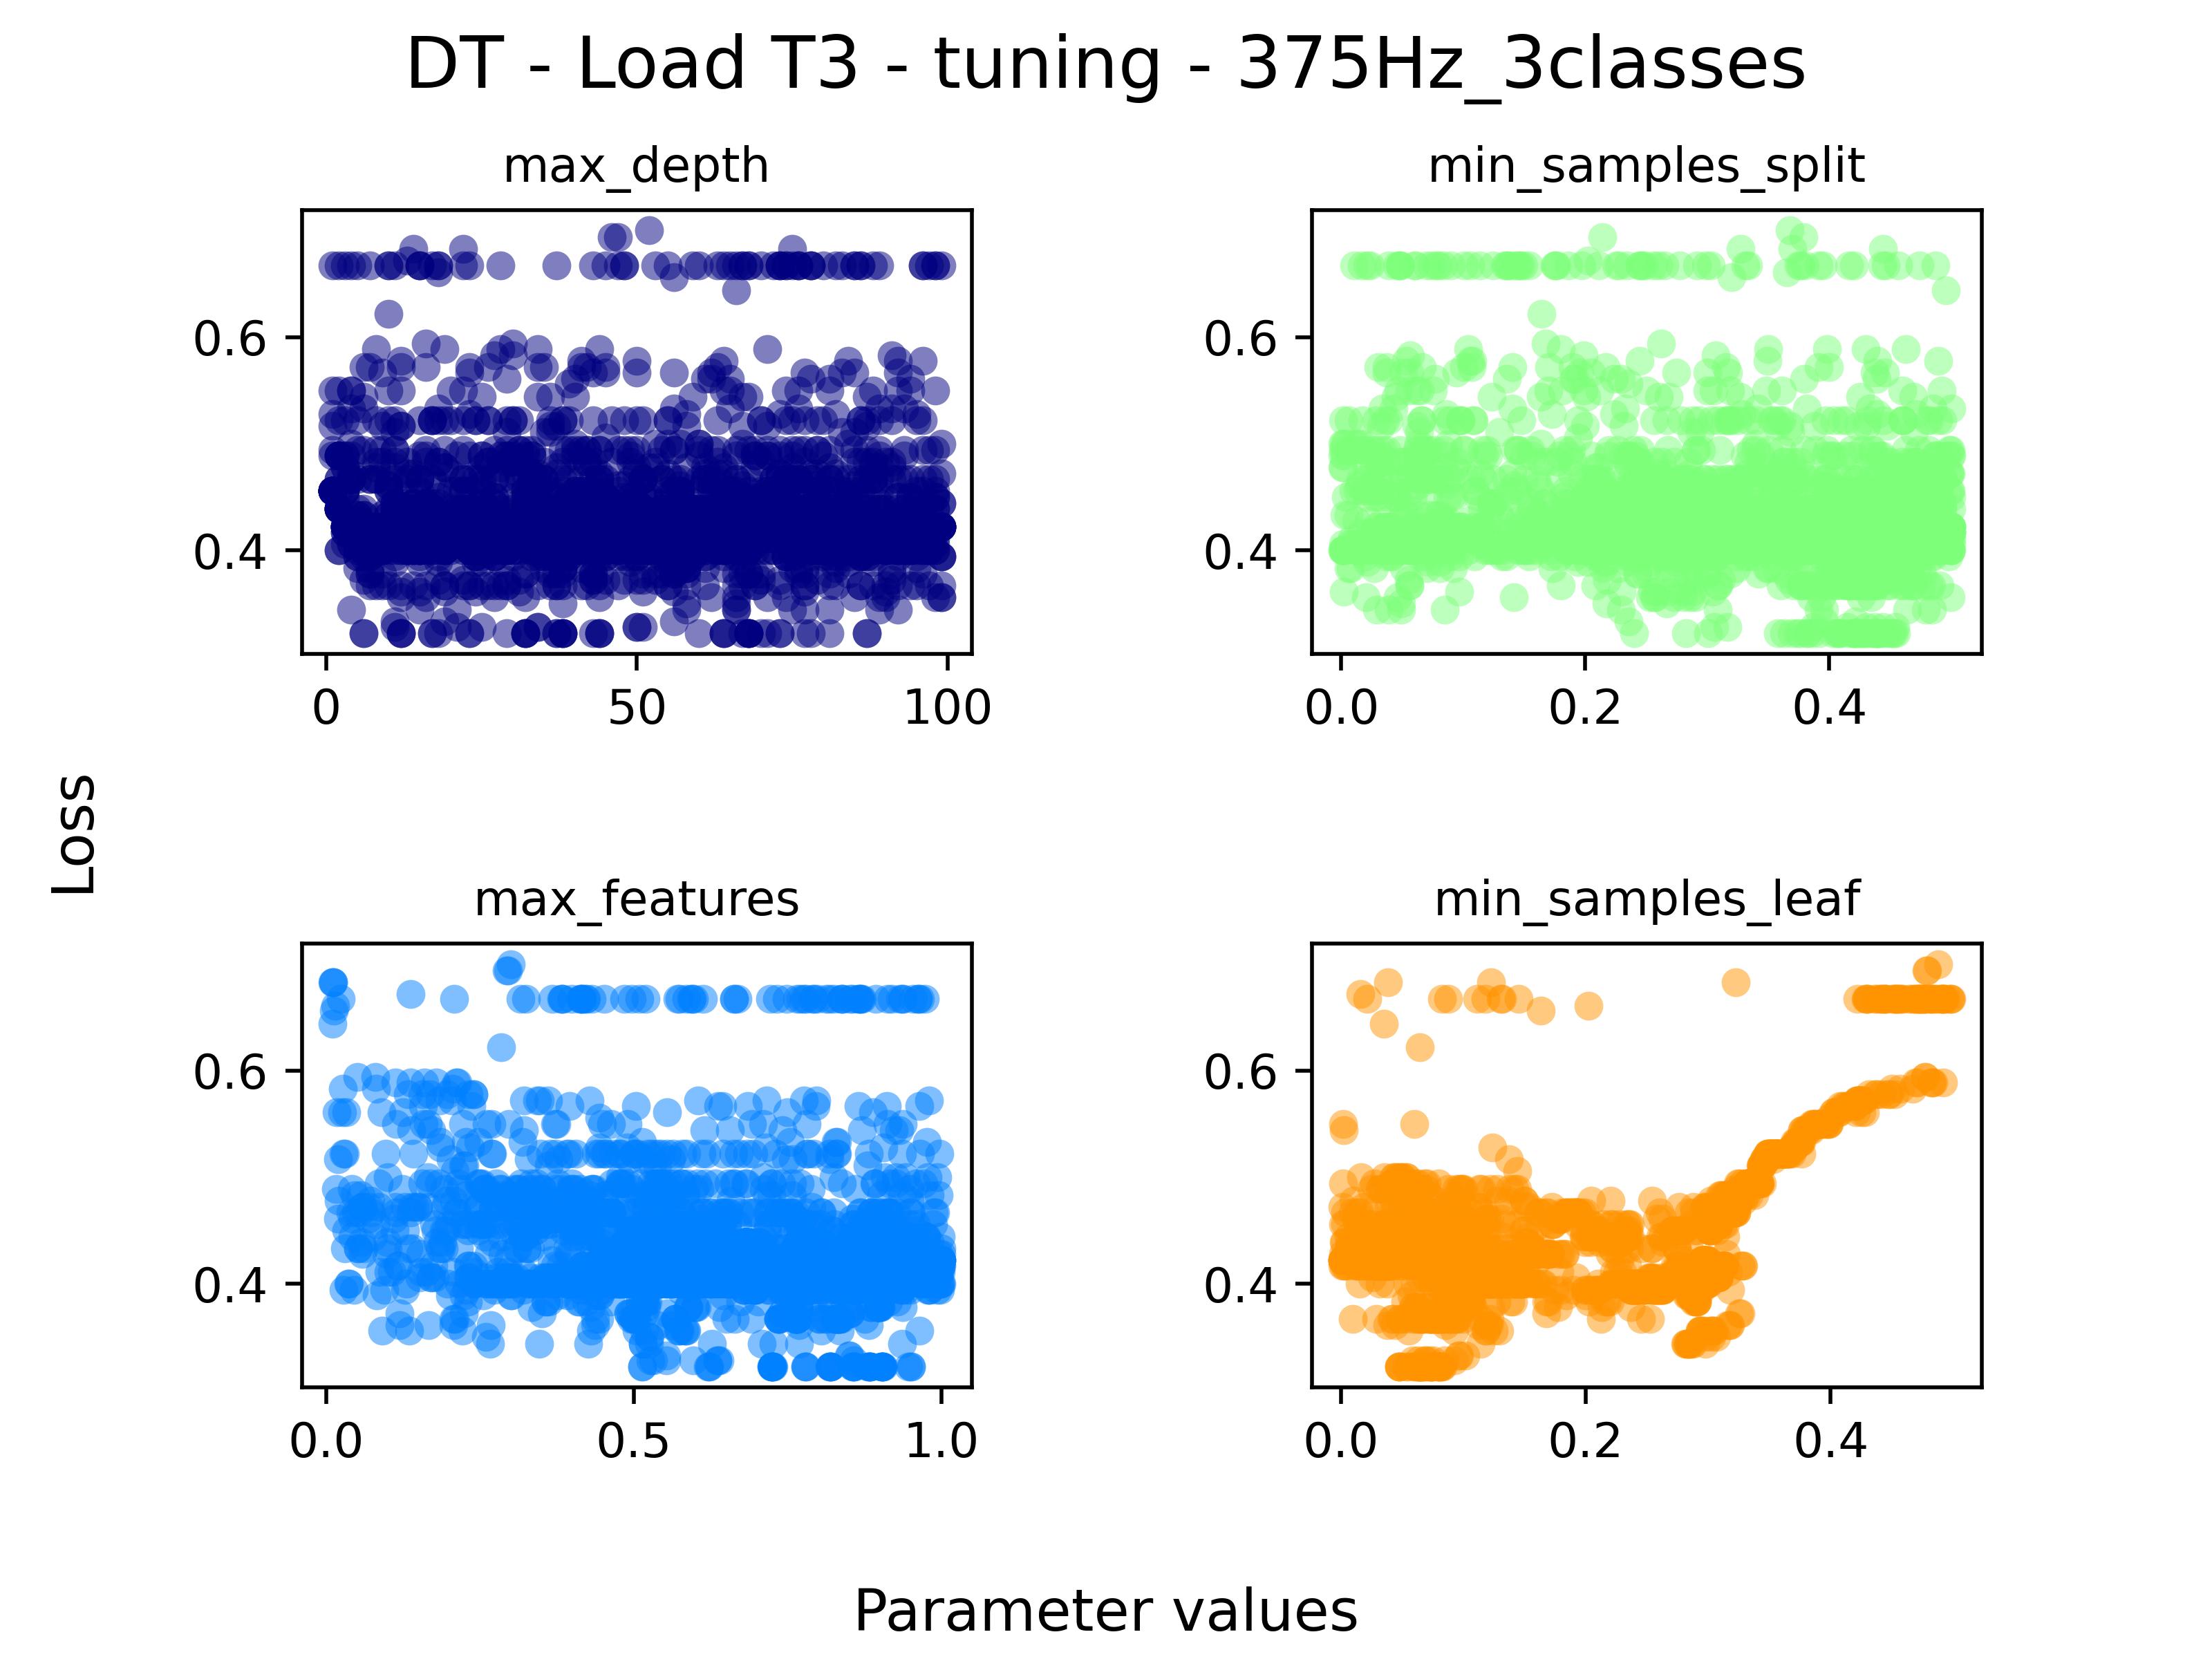 DT - Load T3 - tuning - 375Hz_3classes
max_depth
0.6
0.4
0 50 100
min_samples_split
0.6
0.4
0.0 0.2 0.4
Loss
max_features
0.6
0.4
0.0 0.5 1.0
min_samples_leaf
0.6
0.4
0.0 0.2 0.4
Parameter values